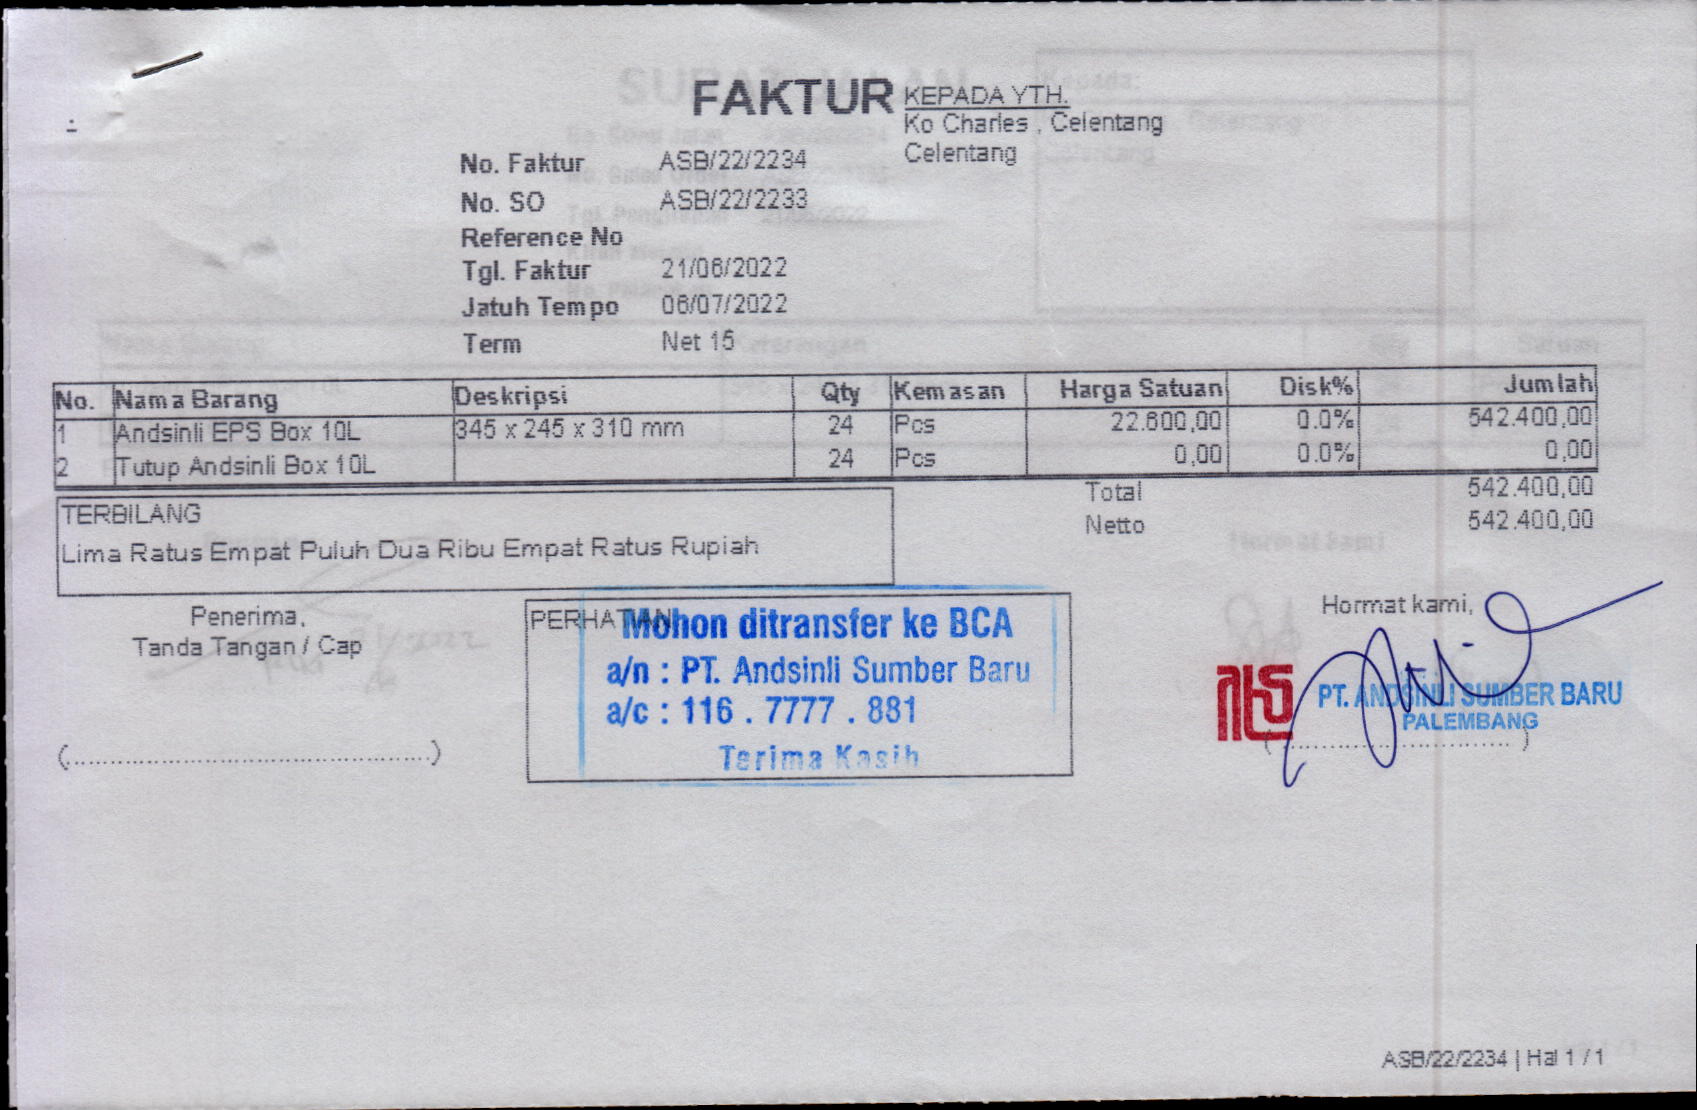 FAKTUR
KEPADA YTH.
Ko Charles , Celentang
Celentang
No. Faktur ASB/22/2234
No. SO ASB/22/2233
Reference No
Tgl. Faktur 21/06/2022
Jatuh Tempo 06/07/2022
Term Net 15
No. Nama Barang Deskripsi Qty Kemasan Harga Satuan Disk% Jumlah
1 Andsinli EPS Box 10L 345 x 245 x 310 mm 24 Pcs 22.600,00 0.0% 542.400,00
2 Tutup Andsinli Box 10L 24 Pcs 0,00 0.0% 0,00
Total 542.400,00
Netto 542.400,00
TERBILANG
Lima Ratus Empat Puluh Dua Ribu Empat Ratus Rupiah
Penerima,
Tanda Tangan / Cap
(................................................)
PERHATIAN
Mohon ditransfer ke BCA
a/n : PT. Andsinli Sumber Baru
a/c : 116 . 7777 . 881
Terima Kasih
Hormat kami,
PT. ANDSINLI SUMBER BARU
PALEMBANG
(................................)
ASB/22/2234 | Hal 1 / 1